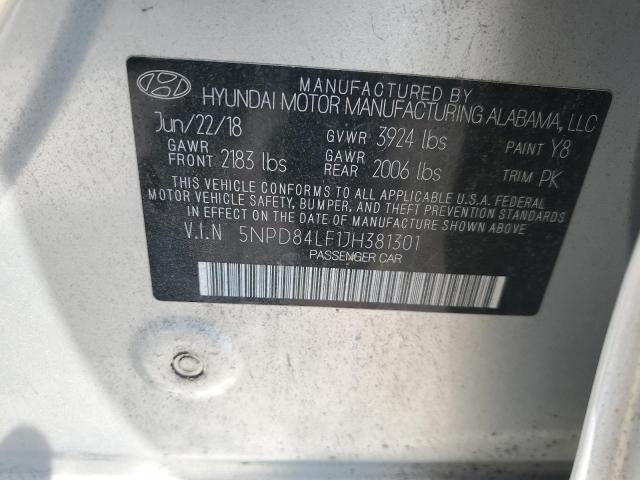 MANUFACTURED BY
HYUNDAI MOTOR MANUFACTURING ALABAMA, LLC
Jun/22/18 GVWR 3924 lbs PAINT Y8
GAWR FRONT 2183 lbs GAWR REAR 2006 lbs TRIM PK
THIS VEHICLE CONFORMS TO ALL APPLICABLE U.S.A. FEDERAL
MOTOR VEHICLE SAFETY, BUMPER, AND THEFT PREVENTION STANDARDS
IN EFFECT ON THE DATE OF MANUFACTURE SHOWN ABOVE
V.I.N 5NPD84LF1JH381301
PASSENGER CAR